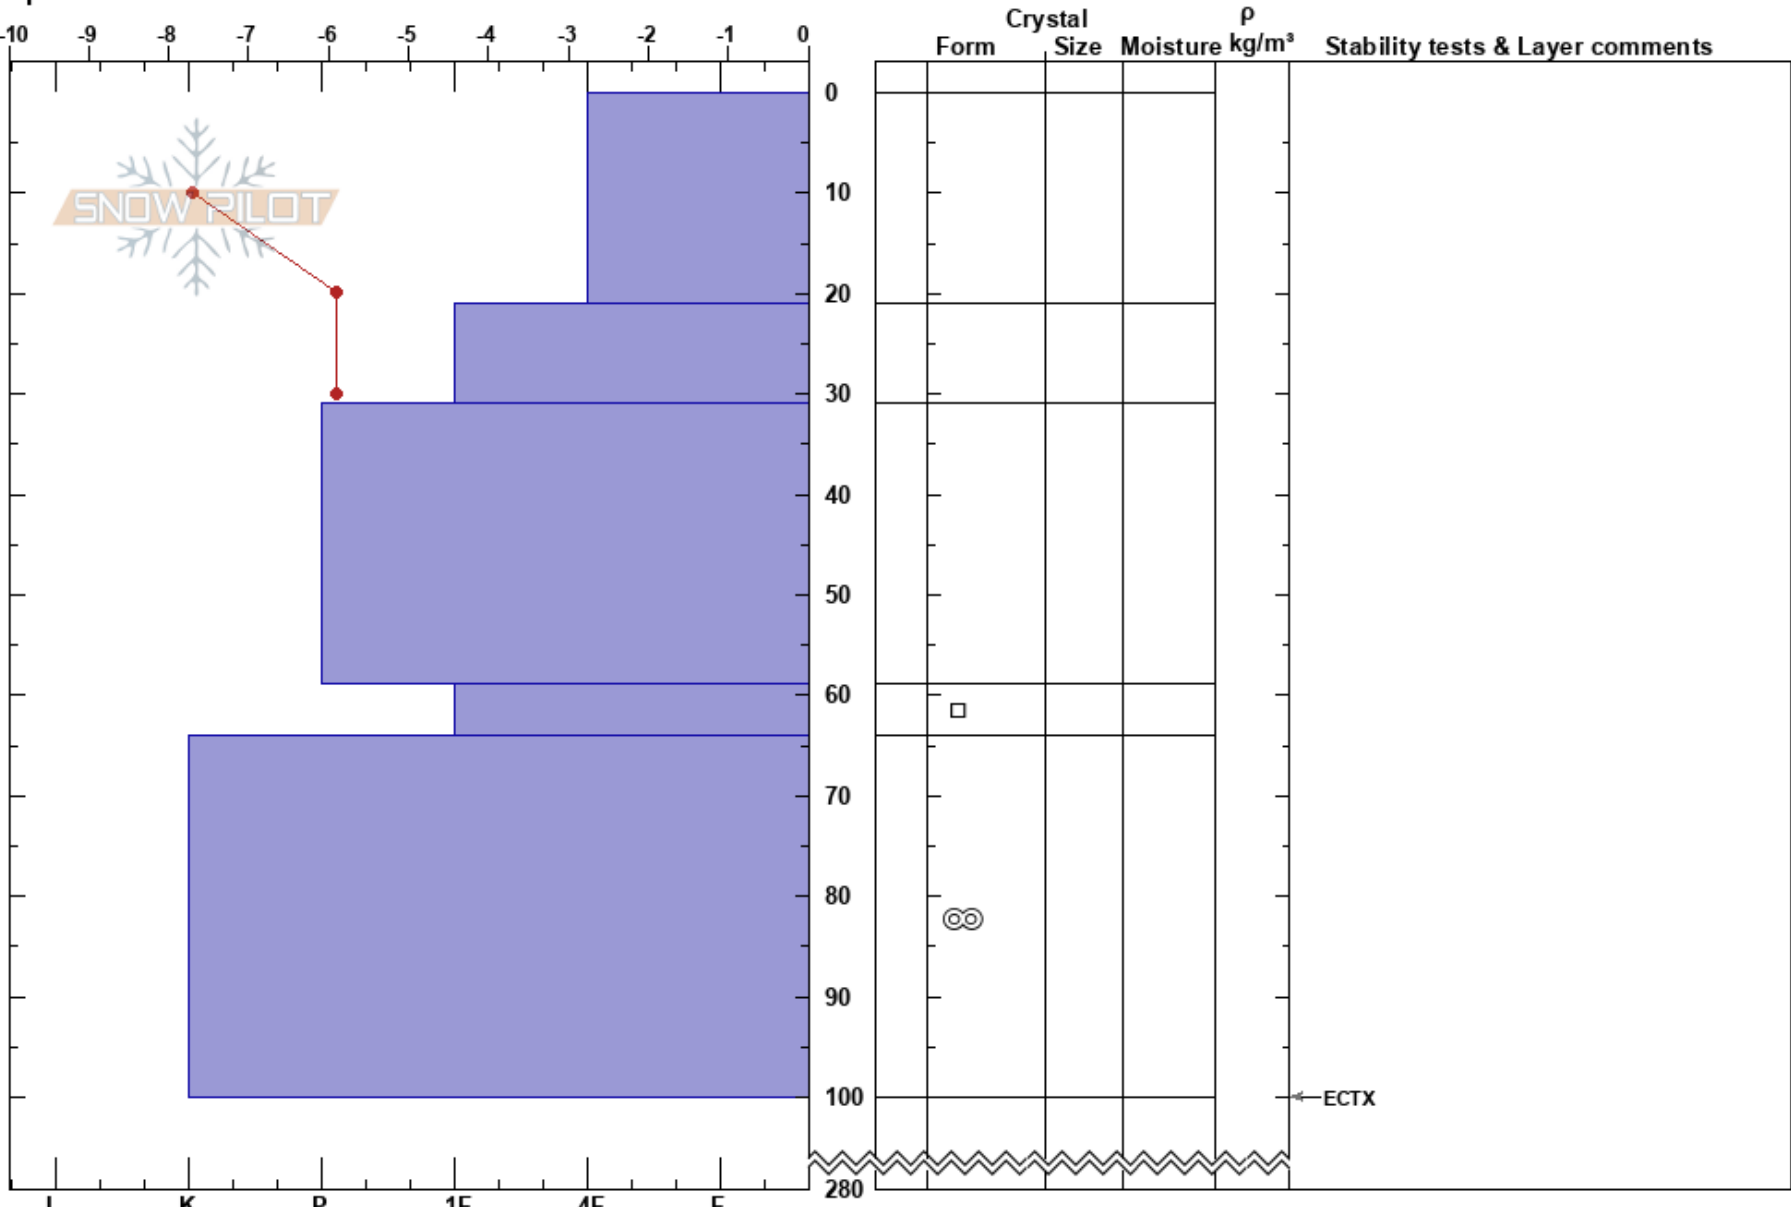 -10 -9 -8 -7 -6 -5 -4 -3 -2 -1 0
Crystal
ρ
Form Size Moisture kg/m³ Stability tests & Layer comments
0
SNOW PILOT
10
20
30
40
50
60
70
80
90
100
ECTX
280
I K P 1F 4F F